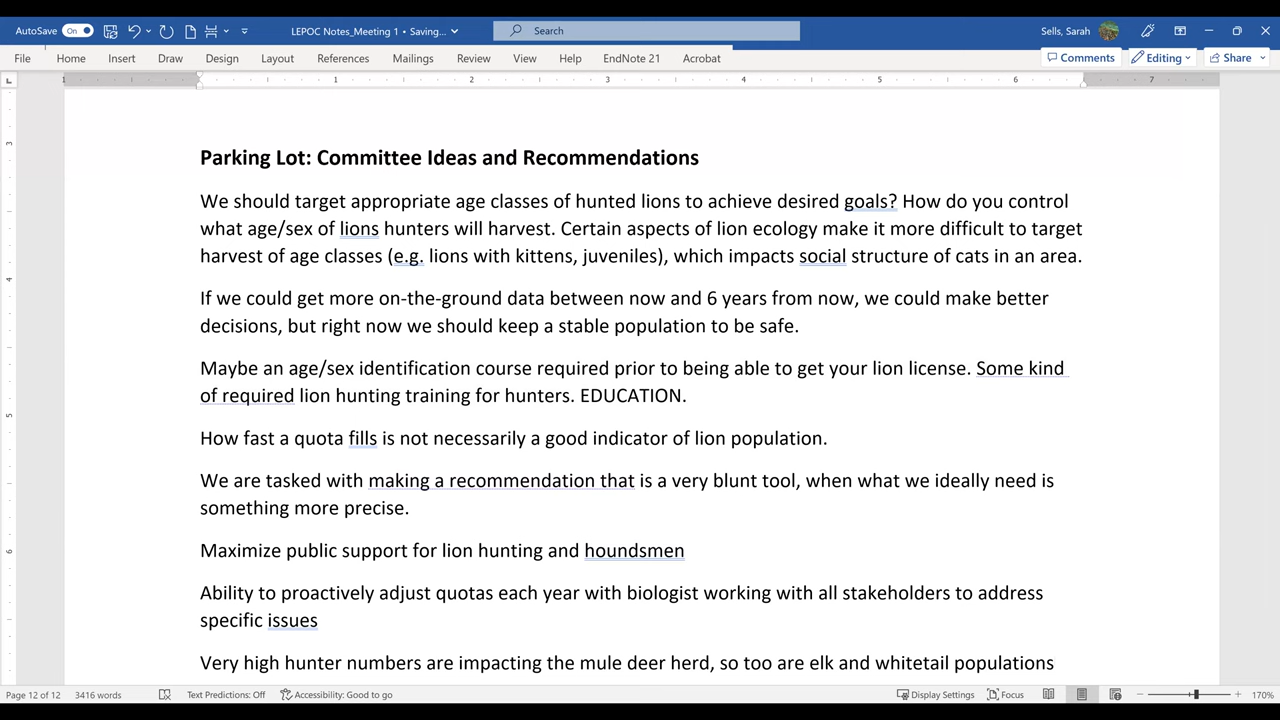 AutoSave On LEPOC Notes_Meeting 1 • Saving... Search Sells, Sarah
File Home Insert Draw Design Layout References Mailings Review View Help EndNote 21 Acrobat Comments Editing Share
1 1 2 3 4 5 6 7
3
Parking Lot: Committee Ideas and Recommendations
We should target appropriate age classes of hunted lions to achieve desired goals? How do you control
what age/sex of lions hunters will harvest. Certain aspects of lion ecology make it more difficult to target
4
harvest of age classes (e.g. lions with kittens, juveniles), which impacts social structure of cats in an area.
If we could get more on-the-ground data between now and 6 years from now, we could make better
decisions, but right now we should keep a stable population to be safe.
Maybe an age/sex identification course required prior to being able to get your lion license. Some kind
5
of required lion hunting training for hunters. EDUCATION.
How fast a quota fills is not necessarily a good indicator of lion population.
We are tasked with making a recommendation that is a very blunt tool, when what we ideally need is
something more precise.
6
Maximize public support for lion hunting and houndsmen
Ability to proactively adjust quotas each year with biologist working with all stakeholders to address
specific issues
Very high hunter numbers are impacting the mule deer herd, so too are elk and whitetail populations
Page 12 of 12 3416 words Text Predictions: Off Accessibility: Good to go Display Settings Focus 170%